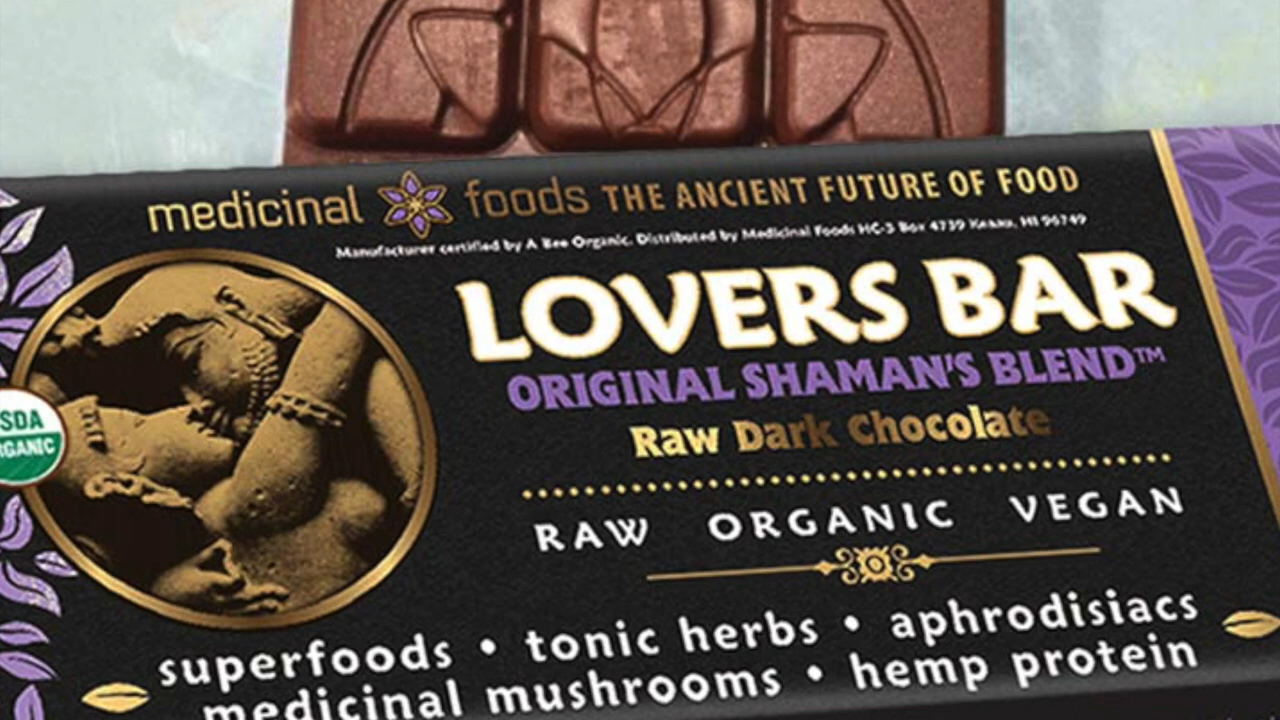 medicinal foods THE ANCIENT FUTURE OF FOOD
Manufacturer certified by A Bee Organic. Distributed by Medicinal Foods HC-3 Box 4739 Keaau, HI 96749
LOVERS BAR
ORIGINAL SHAMAN'S BLEND™
Raw Dark Chocolate
RAW ORGANIC VEGAN
SDA
RGANIC
superfoods • tonic herbs • aphrodisiacs
medicinal mushrooms • hemp protein